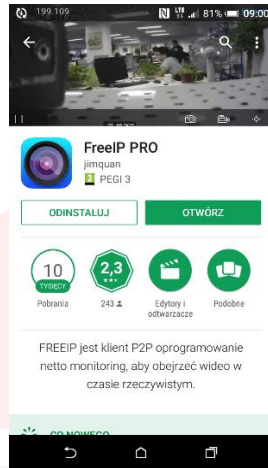 199.109
81% 09:00
FreeIP PRO
jimquan
3 PEGI 3
ODINSTALUJ
OTWÓRZ
10
TYSIĘCY
Pobrania
2,3
243
Edytory i
odtwarzacze
Podobne
FREEIP jest klient P2P oprogramowanie
netto monitoring, aby obejrzeć wideo w
czasie rzeczywistym.
CO NOWEGO